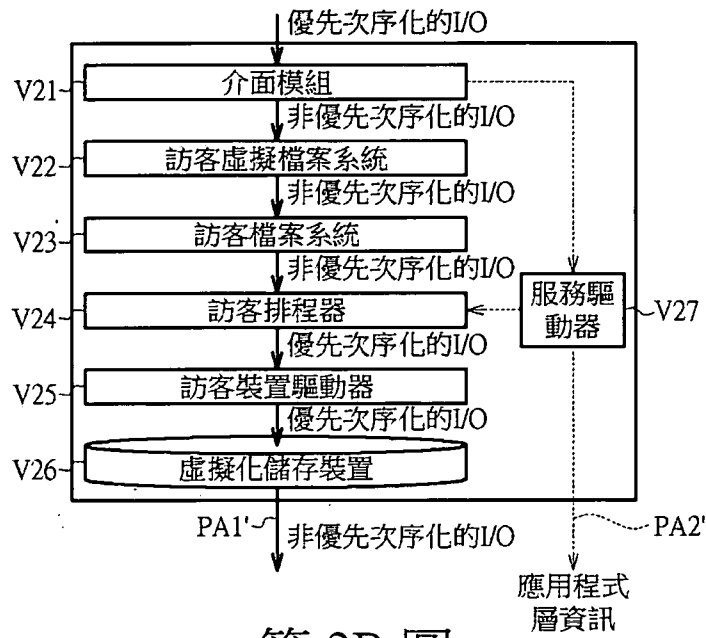 優先次序化的I/O
V21
介面模組
非優先次序化的I/O
V22
訪客虛擬檔案系統
非優先次序化的I/O
V23
訪客檔案系統
非優先次序化的I/O
V24
訪客排程器
服務驅
動器
V27
優先次序化的I/O
V25
訪客裝置驅動器
優先次序化的I/O
V26
虛擬化儲存裝置
PA1'
非優先次序化的I/O
PA2'
應用程式
層資訊